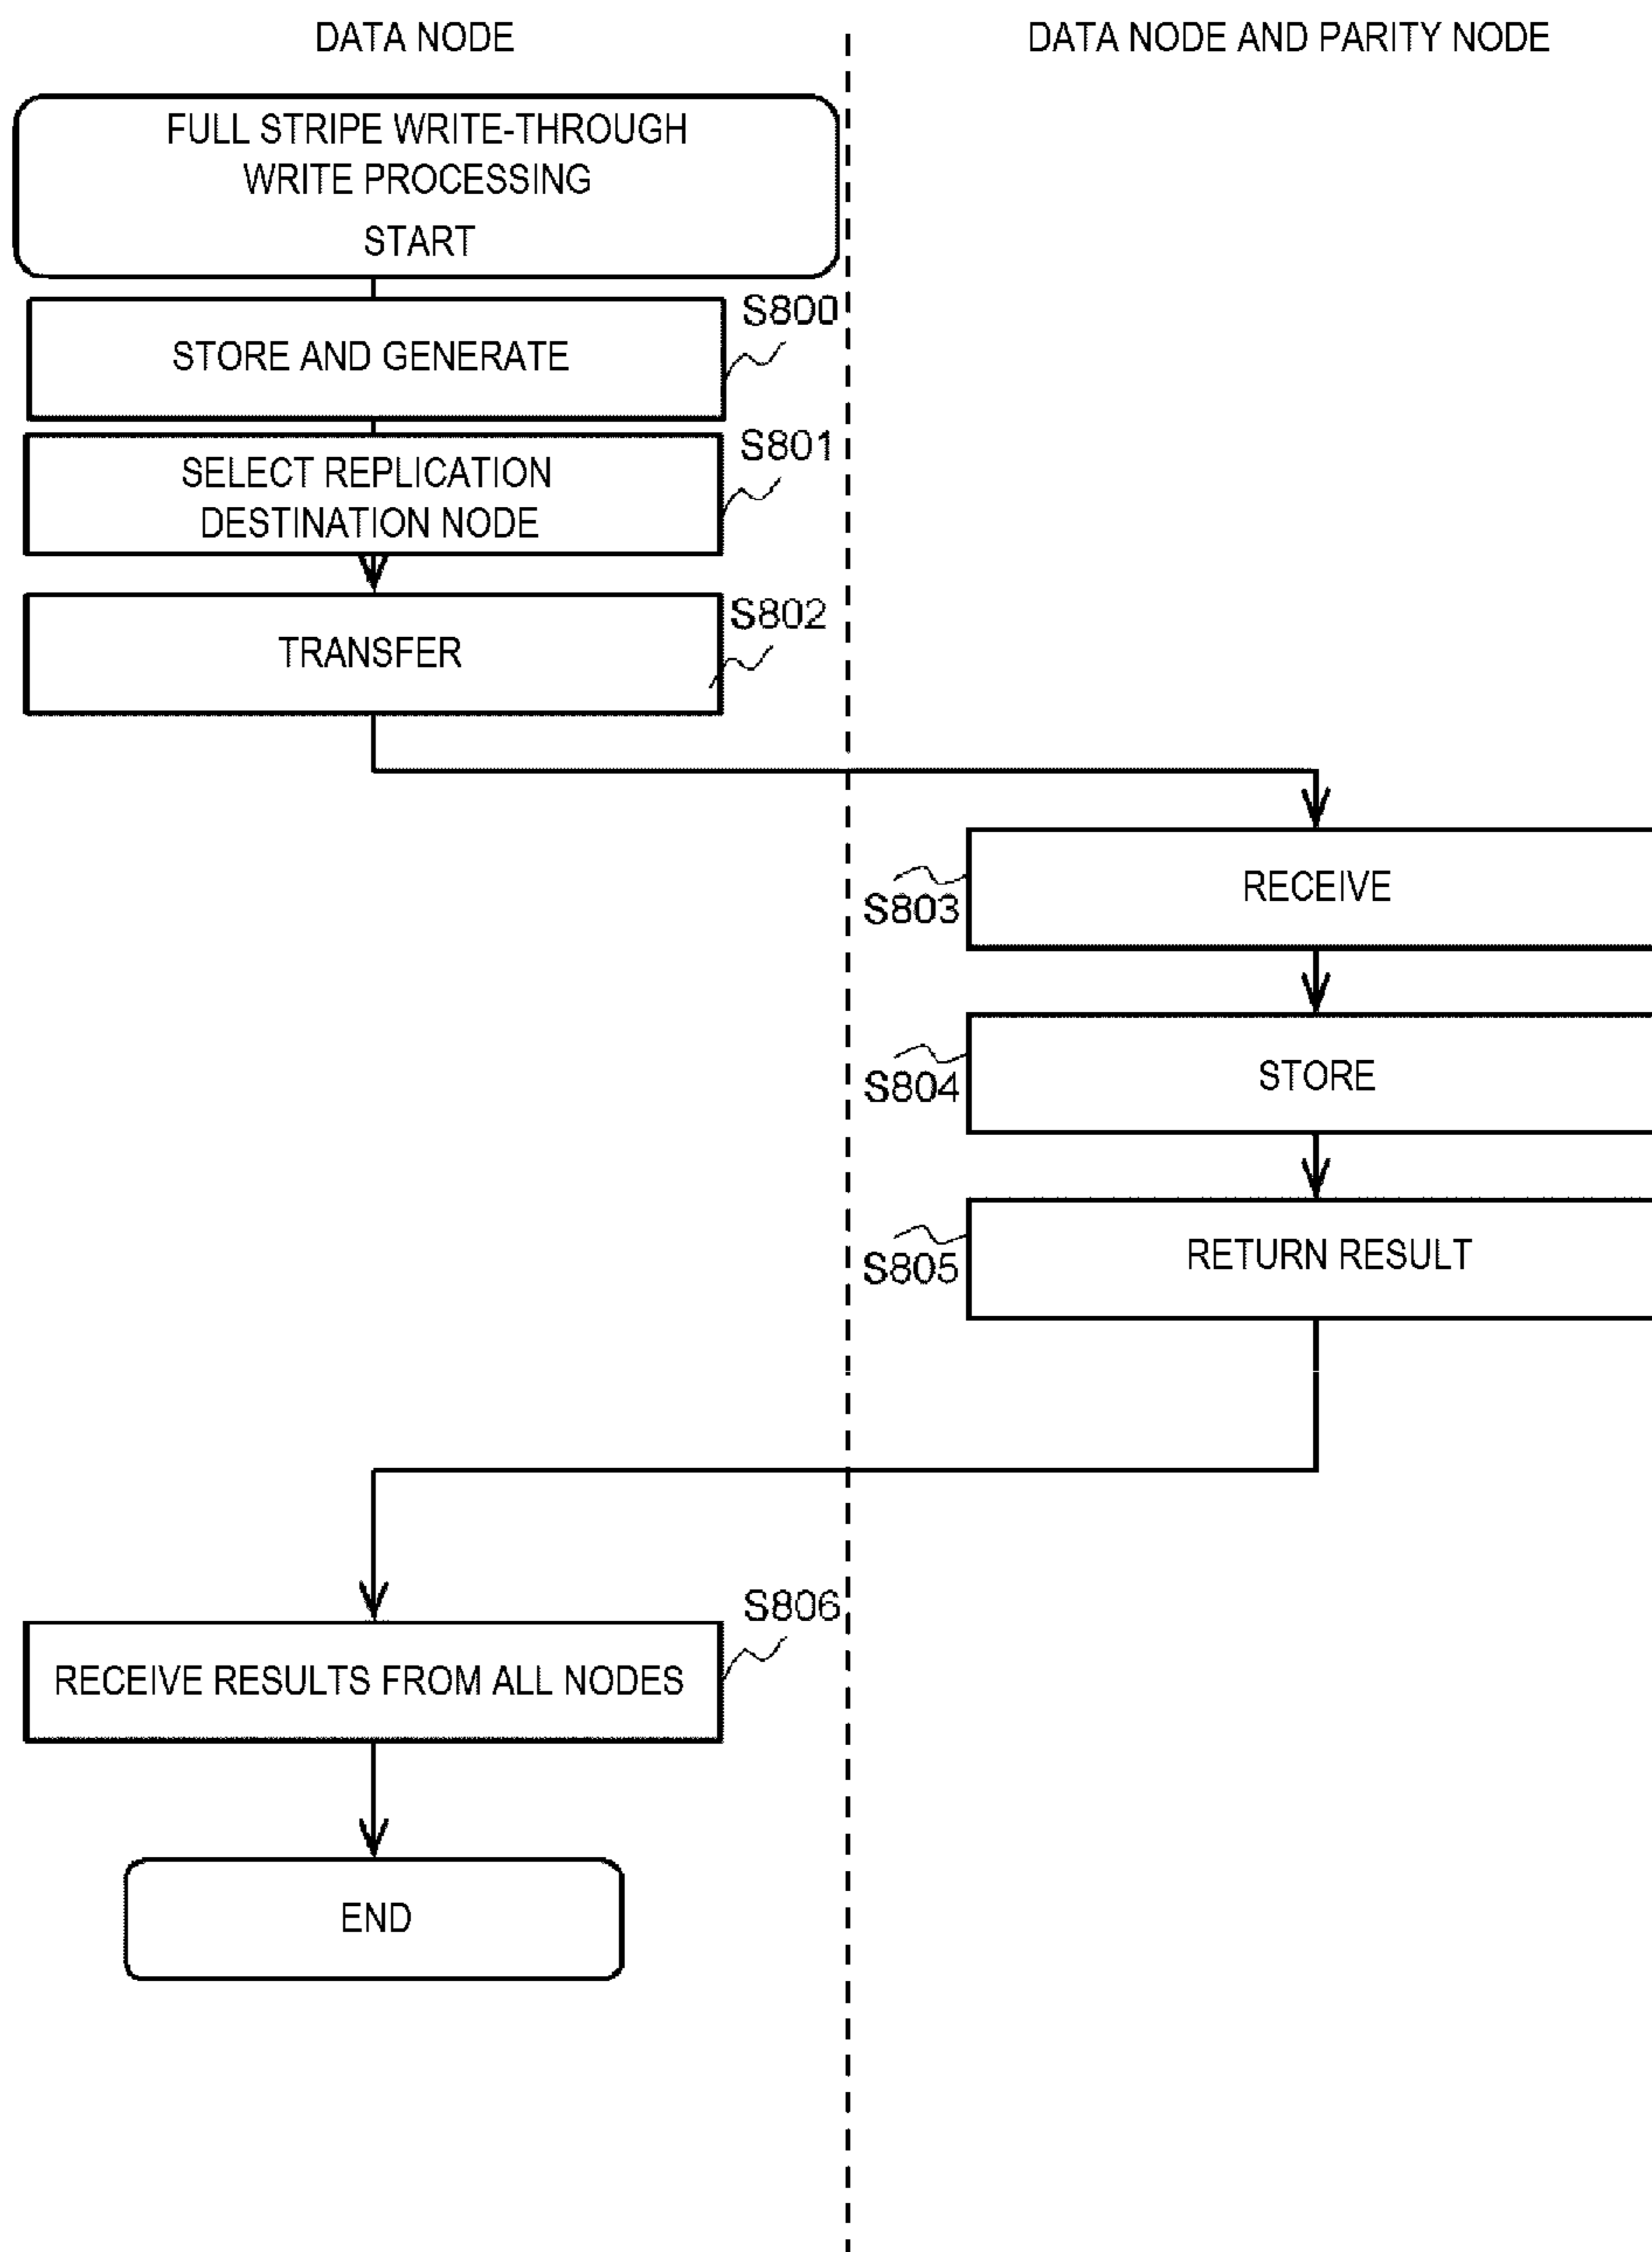 DATA NODE
DATA NODE AND PARITY NODE
FULL STRIPE WRITE-THROUGH
WRITE PROCESSING
START
S800
STORE AND GENERATE
S801
SELECT REPLICATION
DESTINATION NODE
S802
TRANSFER
RECEIVE
S803
STORE
S804
RETURN RESULT
S805
S806
RECEIVE RESULTS FROM ALL NODES
END